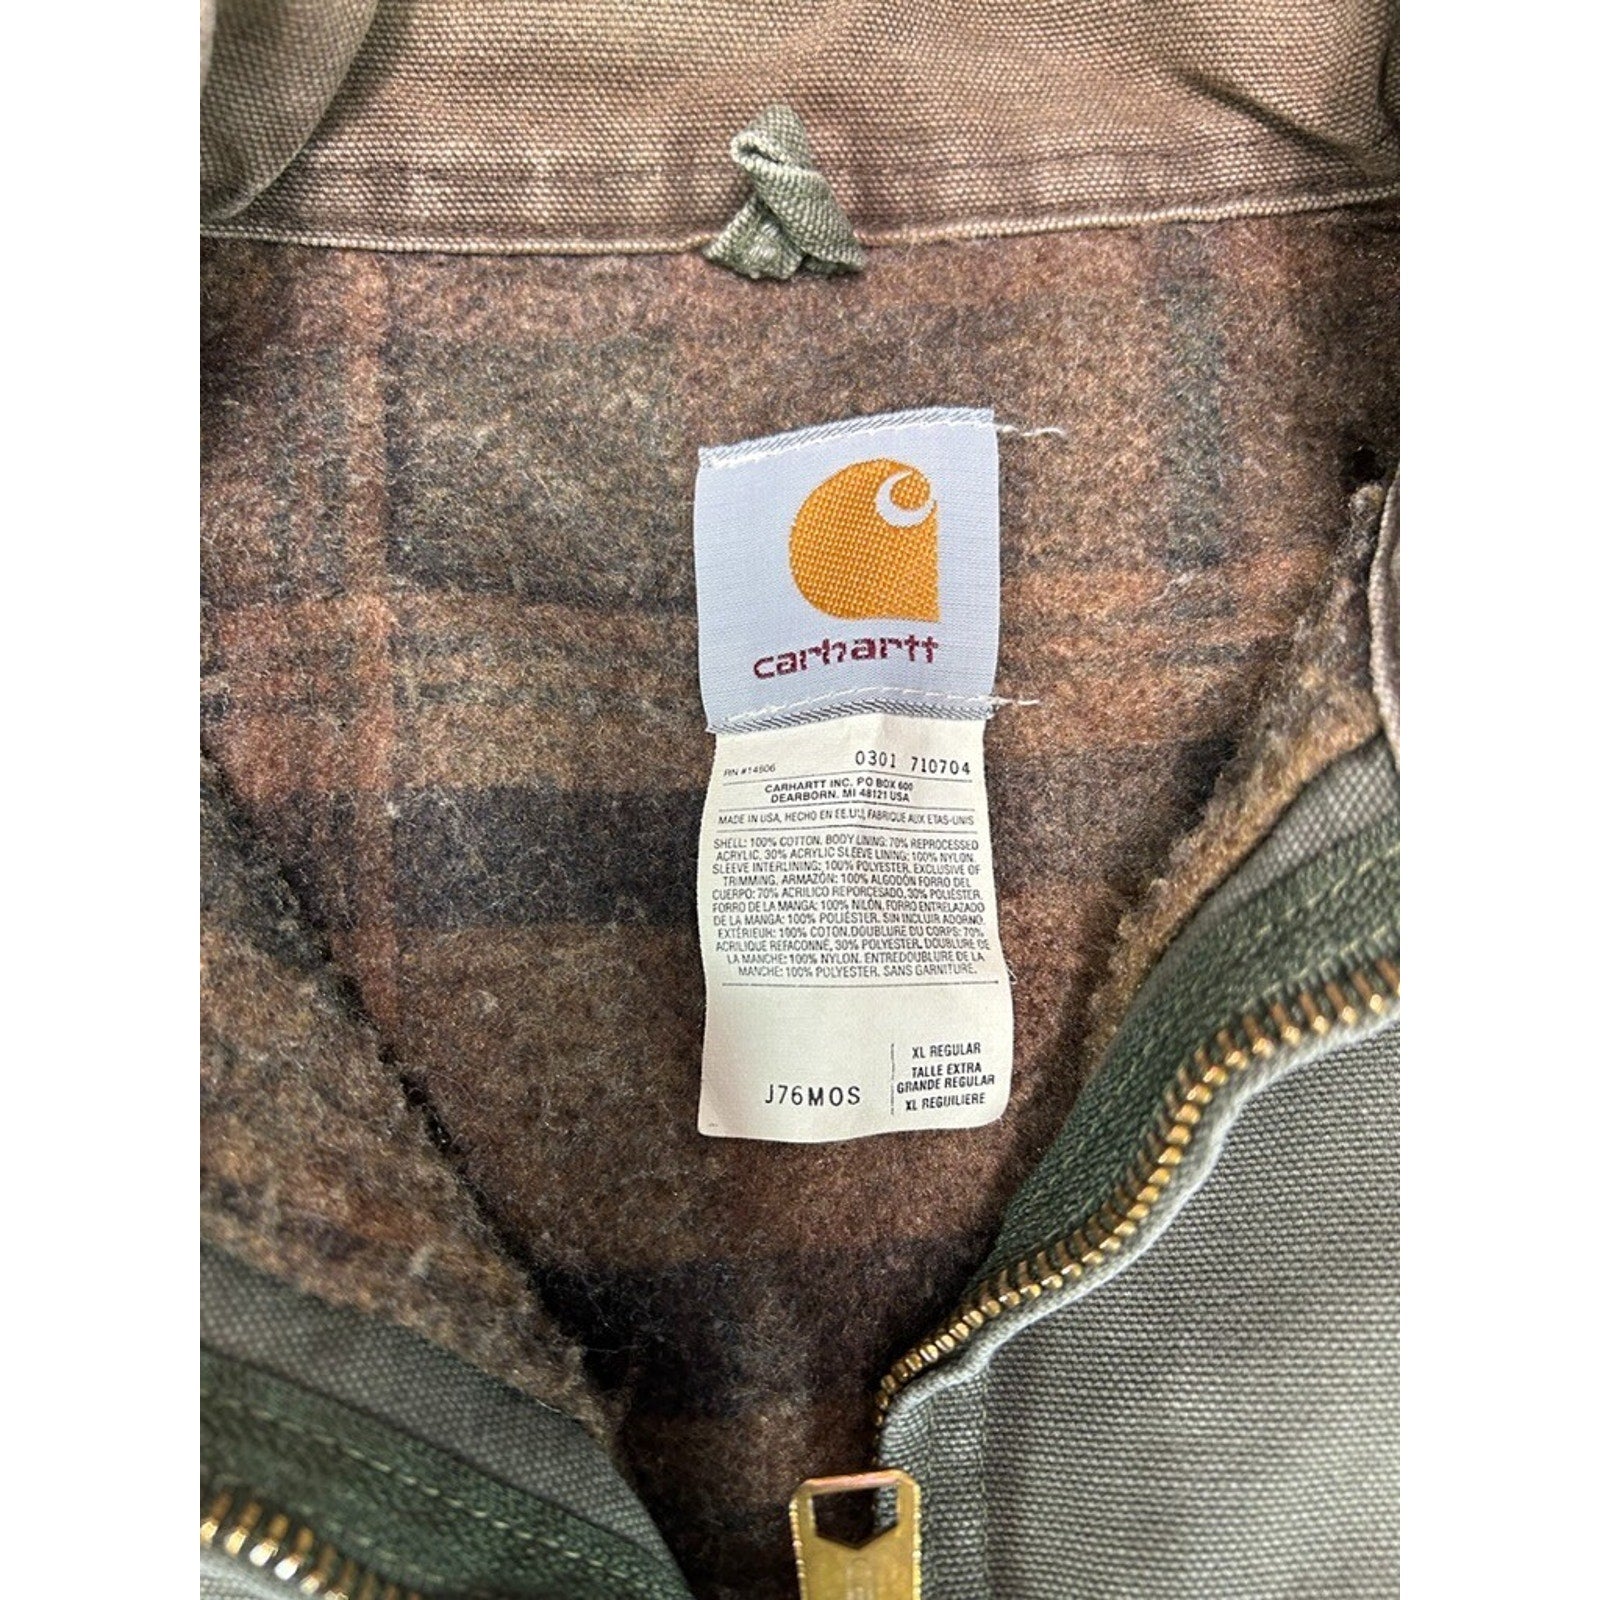 carhartt
RN #14806 0301 710704
CARHARTT INC. PO BOX 600
DEARBORN. MI 48121 USA
MADE IN USA, HECHO EN EE.UU, FABRIQUE AUX ETAS-UNIS
SHELL: 100% COTTON. BODY LINING: 70% REPROCESSED
ACRYLIC, 30% ACRYLIC SLEEVE LINING: 100% NYLON.
SLEEVE INTERLINING: 100% POLYESTER. EXCLUSIVE OF
TRIMMING. ARMAZÓN: 100% ALGODÓN FORRO DEL
CUERPO: 70% ACRILICO REPORCESADO, 30% POLIÉSTER.
FORRO DE LA MANGA: 100% NILÓN. FORRO ENTRELAZADO
DE LA MANGA: 100% POLIÉSTER. SIN INCLUIR ADORNO.
EXTÉRIEUR: 100% COTON.DOUBLURE DU CORPS: 70%
ACRILIQUE REFAÇONNÉ, 30% POLYESTER. DOUBLURE DE
LA MANCHE: 100% NYLON. ENTREDOUBLURE DE LA
MANCHE: 100% POLYESTER. SANS GARNITURE.
XL REGULAR
TALLE EXTRA
GRANDE REGULAR
J76MOS XL REGUILIERE